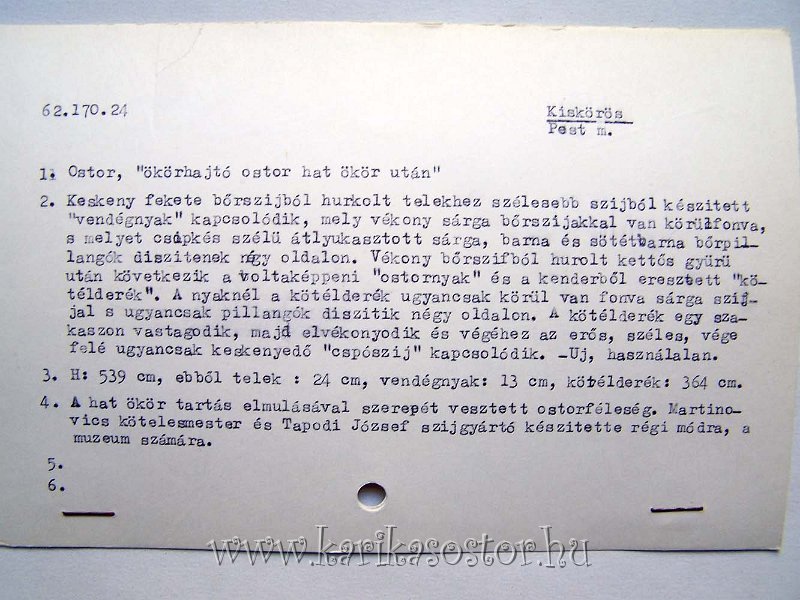 62.170.24
Kiskörös
Pest m.
1. Ostor, "ökörhajtó ostor hat ökör után"
2. Keskeny fekete bőrszijból hurkolt telekhez szélesebb szijból készitett
"vendégnyak" kapcsolódik, mely vékony sárga bőrszijakkal van körülfonva,
s melyet csipkés szélü átlyukasztott sárga, barna és sötétbarna bőrpil-
langók diszitenek négy oldalon. Vékony bőrszifból hurolt kettős gyürü
után következik a voltaképpeni "ostornyak" és a kenderből eresztett "kö-
télderék". A nyaknél a kötélderék ugyancsak körül van fonva sárga szij-
jal s ugyancsak pillangók diszitik négy oldalon. A kötélderék egy sza-
kaszon vastagodik, majd elvékonyodik és végéhez az erős, széles, vége
felé ugyancsak keskenyedő "cspószij" kapcsolódik. -Uj, használalan.
3. H: 539 cm, ebből telek : 24 cm, vendégnyak: 13 cm, kötélderék: 364 cm.
4. A hat ökör tartás elmulásával szerepét vesztett ostorféleség. Martino-
vics kötelesmester és Tapodi József szijgyártó készitette régi módra, a
muzeum számára.
5.
6.
www.karikasostor.hu